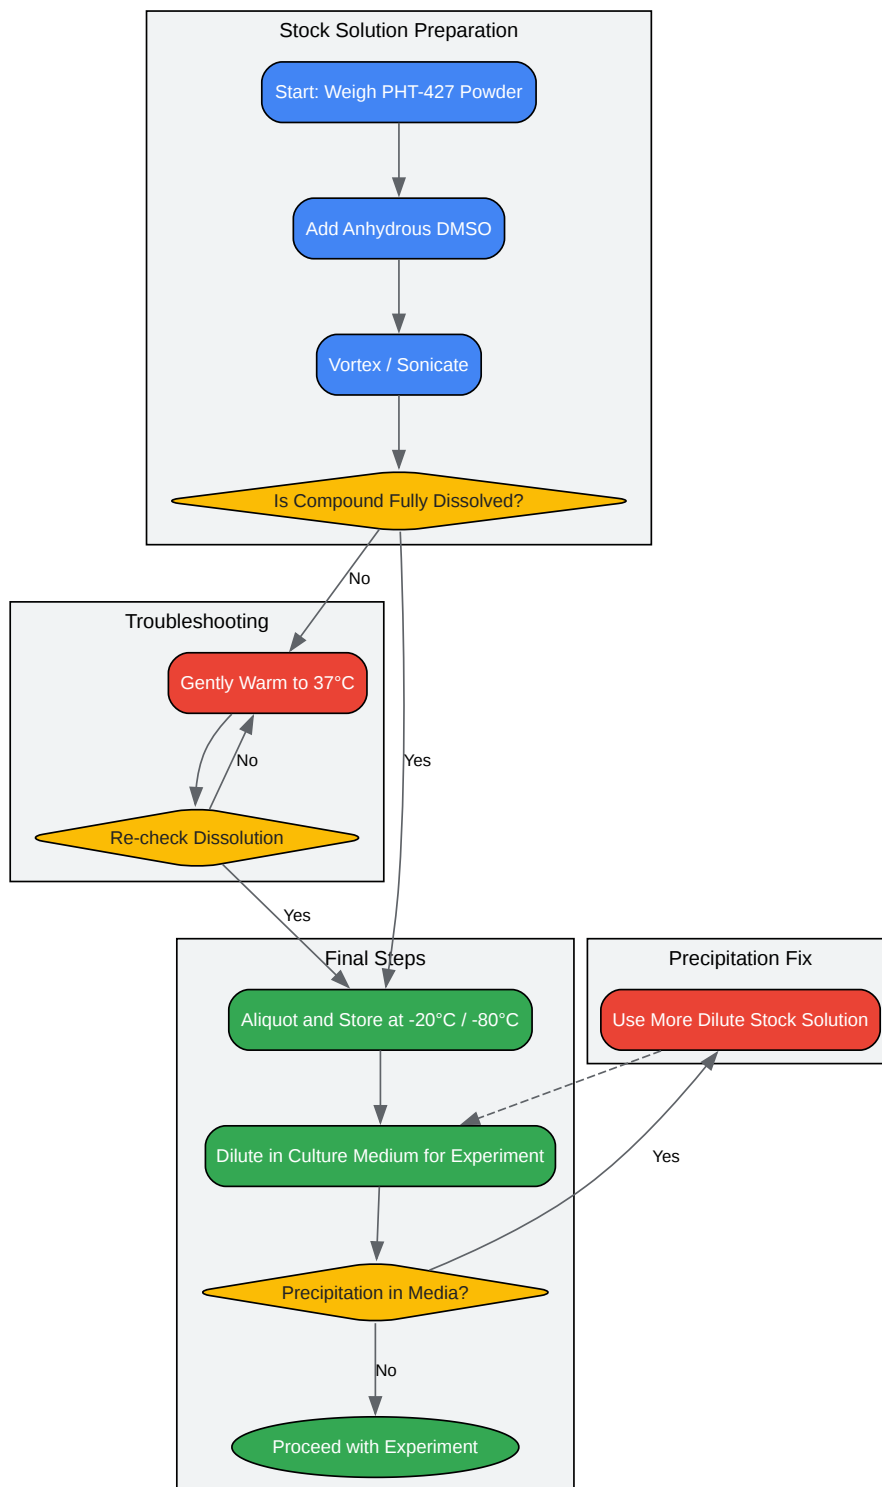 Stock Solution Preparation
Start: Weigh PHT-427 Powder
Add Anhydrous DMSO
Vortex / Sonicate
Is Compound Fully Dissolved?
No
Troubleshooting
Gently Warm to 37°C
No
Yes
Re-check Dissolution
Yes
Final Steps
Precipitation Fix
Aliquot and Store at -20°C / -80°C
Use More Dilute Stock Solution
Dilute in Culture Medium for Experiment
Yes
Precipitation in Media?
No
Proceed with Experiment